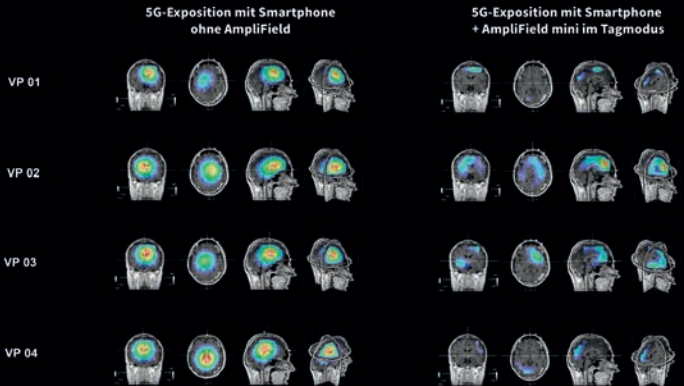 5G-Exposition mit Smartphone
ohne AmpliField
5G-Exposition mit Smartphone
+ AmpliField mini im Tagmodus
VP 01
VP 02
VP 03
VP 04